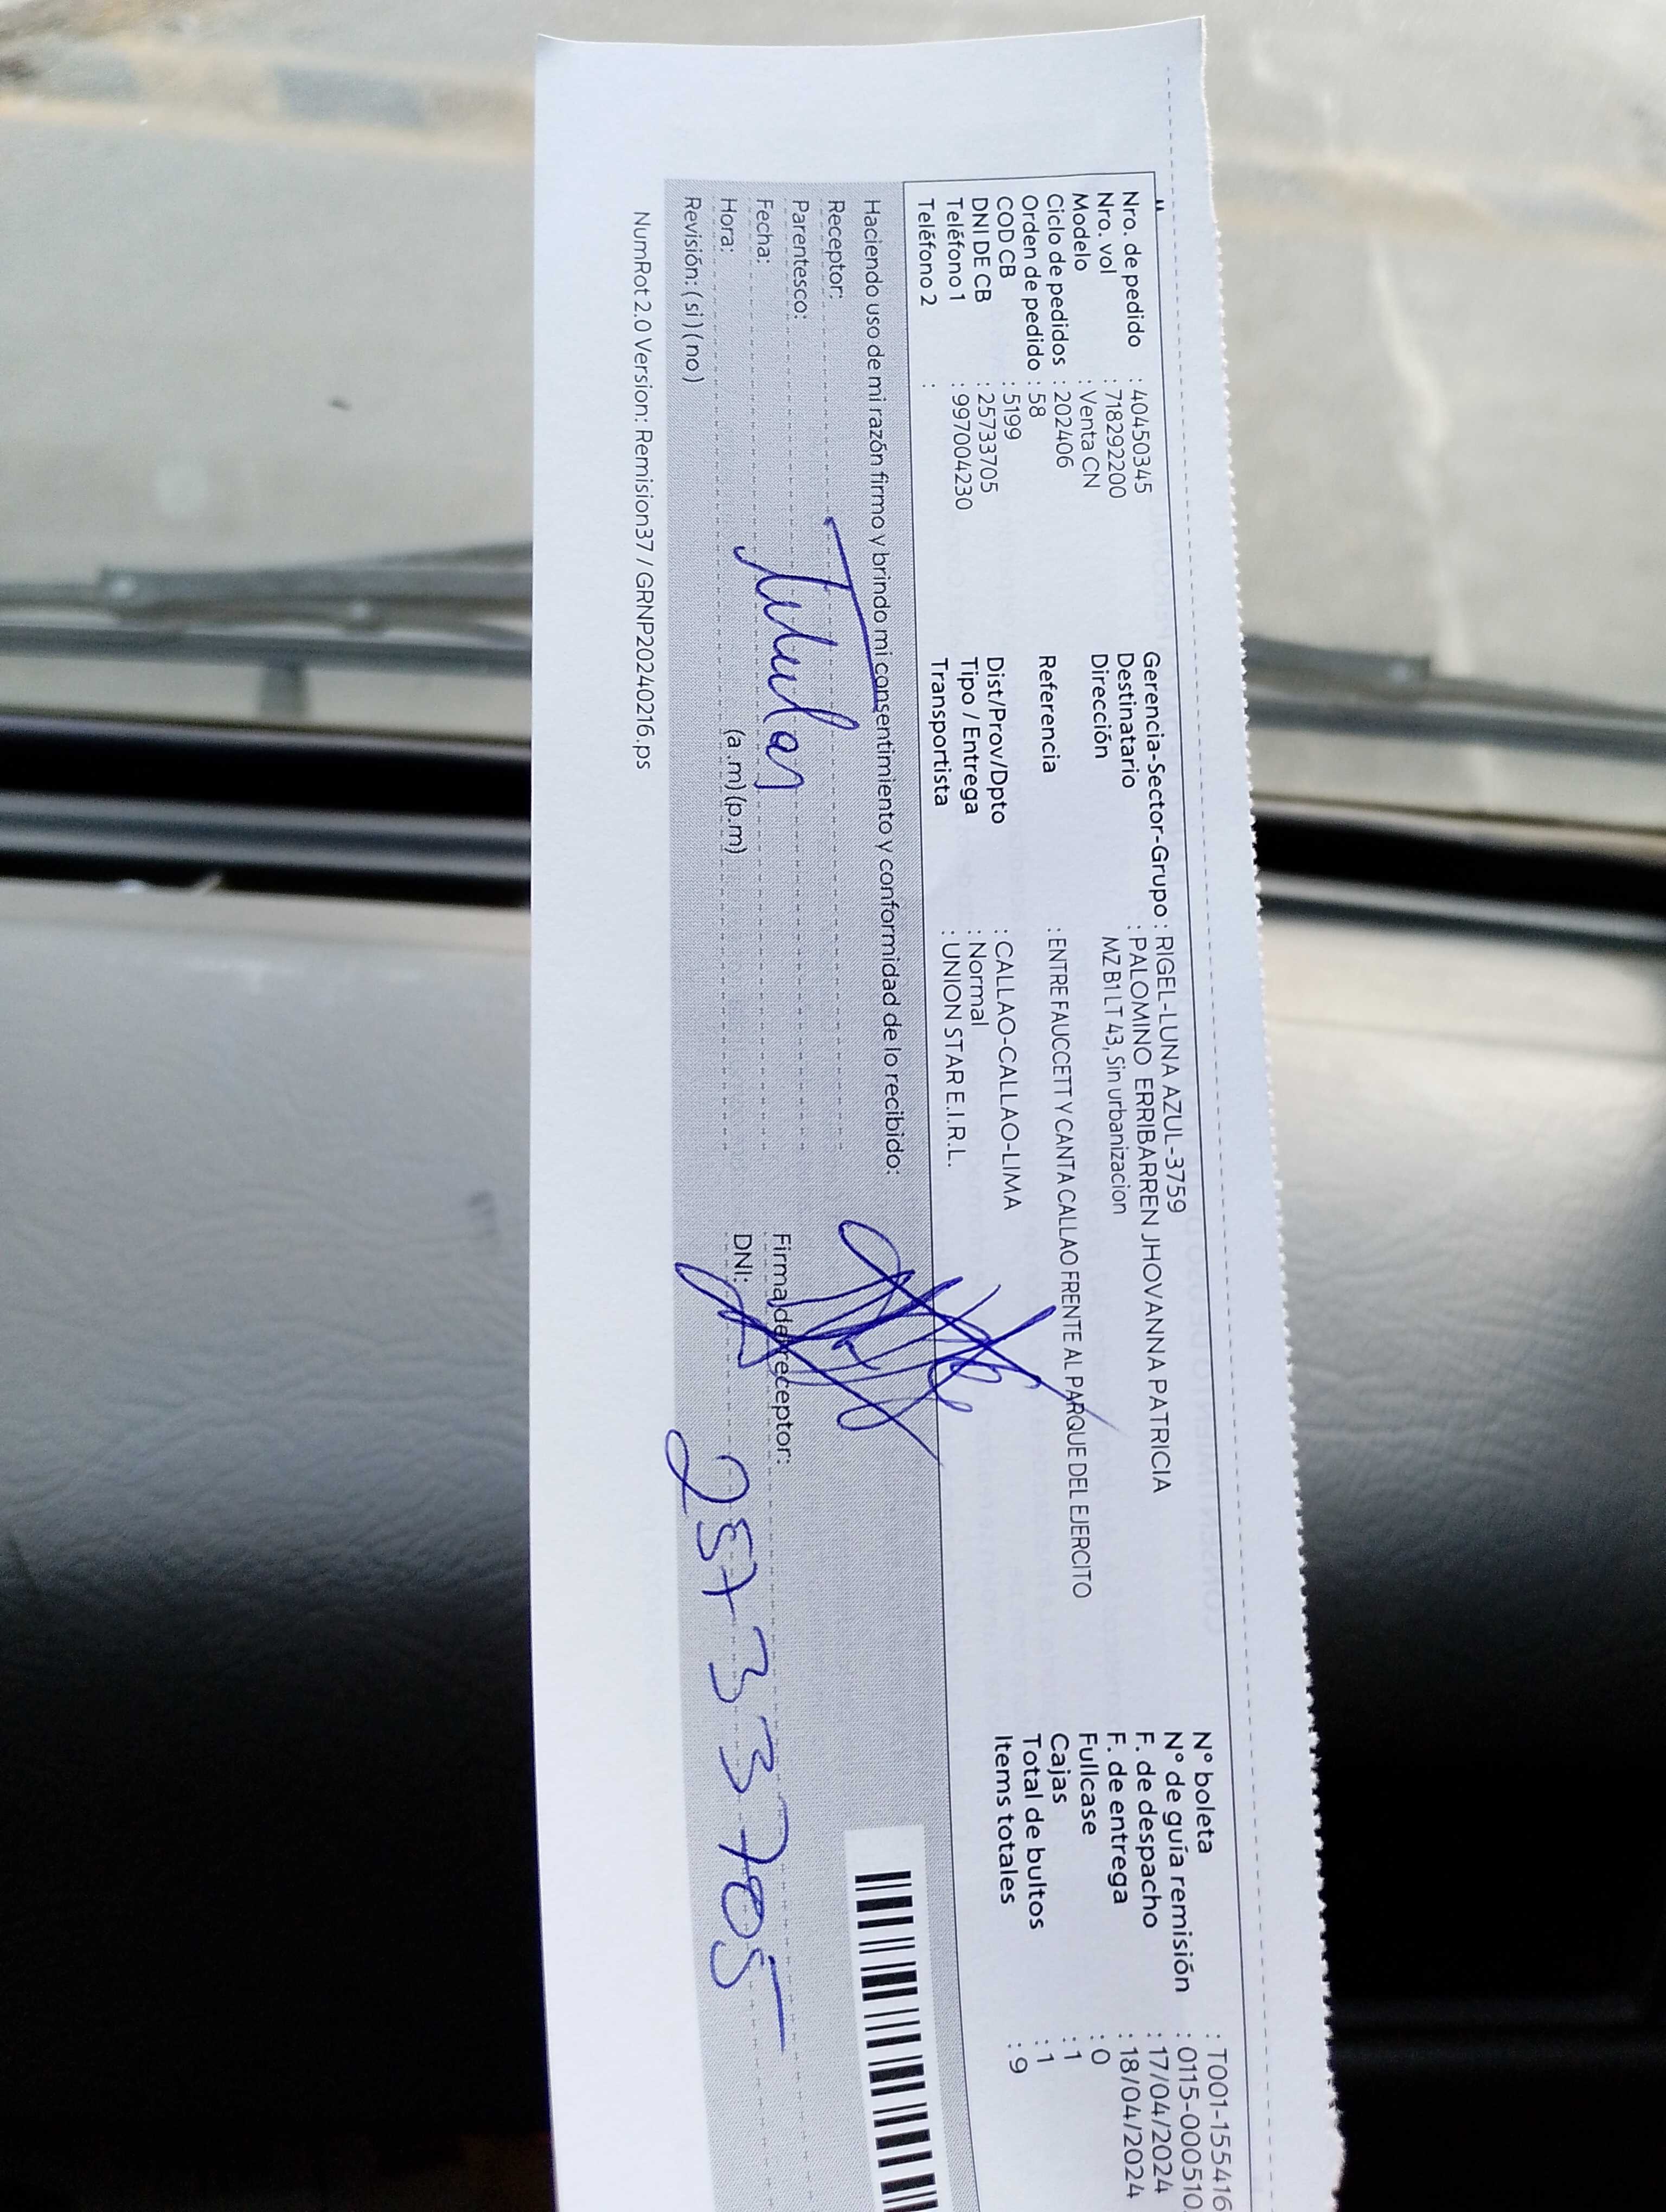 Nro. de pedido : 40450345
Nro. vol : 718292200
Modelo : Venta CN
Ciclo de pedidos : 202406
Orden de pedido : 58
COD CB : 5199
DNI DE CB : 25733705
Teléfono 1 : 997004230
Teléfono 2 :
Gerencia-Sector-Grupo : RIGEL-LUNA AZUL-3759
Destinatario : PALOMINO ERRIBARREN JHOVANNA PATRICIA
Dirección MZ B1 LT 43, Sin urbanizacion
Referencia : ENTRE FAUCCETT Y CANTA CALLAO FRENTE AL PARQUE DEL EJERCITO
Dist/Prov/Dpto : CALLAO-CALLAO-LIMA
Tipo / Entrega : Normal
Transportista : UNION STAR E.I.R.L.
N° boleta : T001-155416
N° de guía remisión : 0115-000510
F. de despacho : 17/04/2024
F. de entrega : 18/04/2024
Fullcase : 0
Cajas : 1
Total de bultos : 1
Items totales : 9
Haciendo uso de mi razón firmo y brindo mi consentimiento y conformidad de lo recibido:
Receptor:
Parentesco: Titular
Fecha:
Hora: (a.m)(p.m)
Revisión: (si)(no)
Firma de receptor:
DNI: 25733705
NumRot 2.0 Version: Remision37 / GRNP20240216.ps